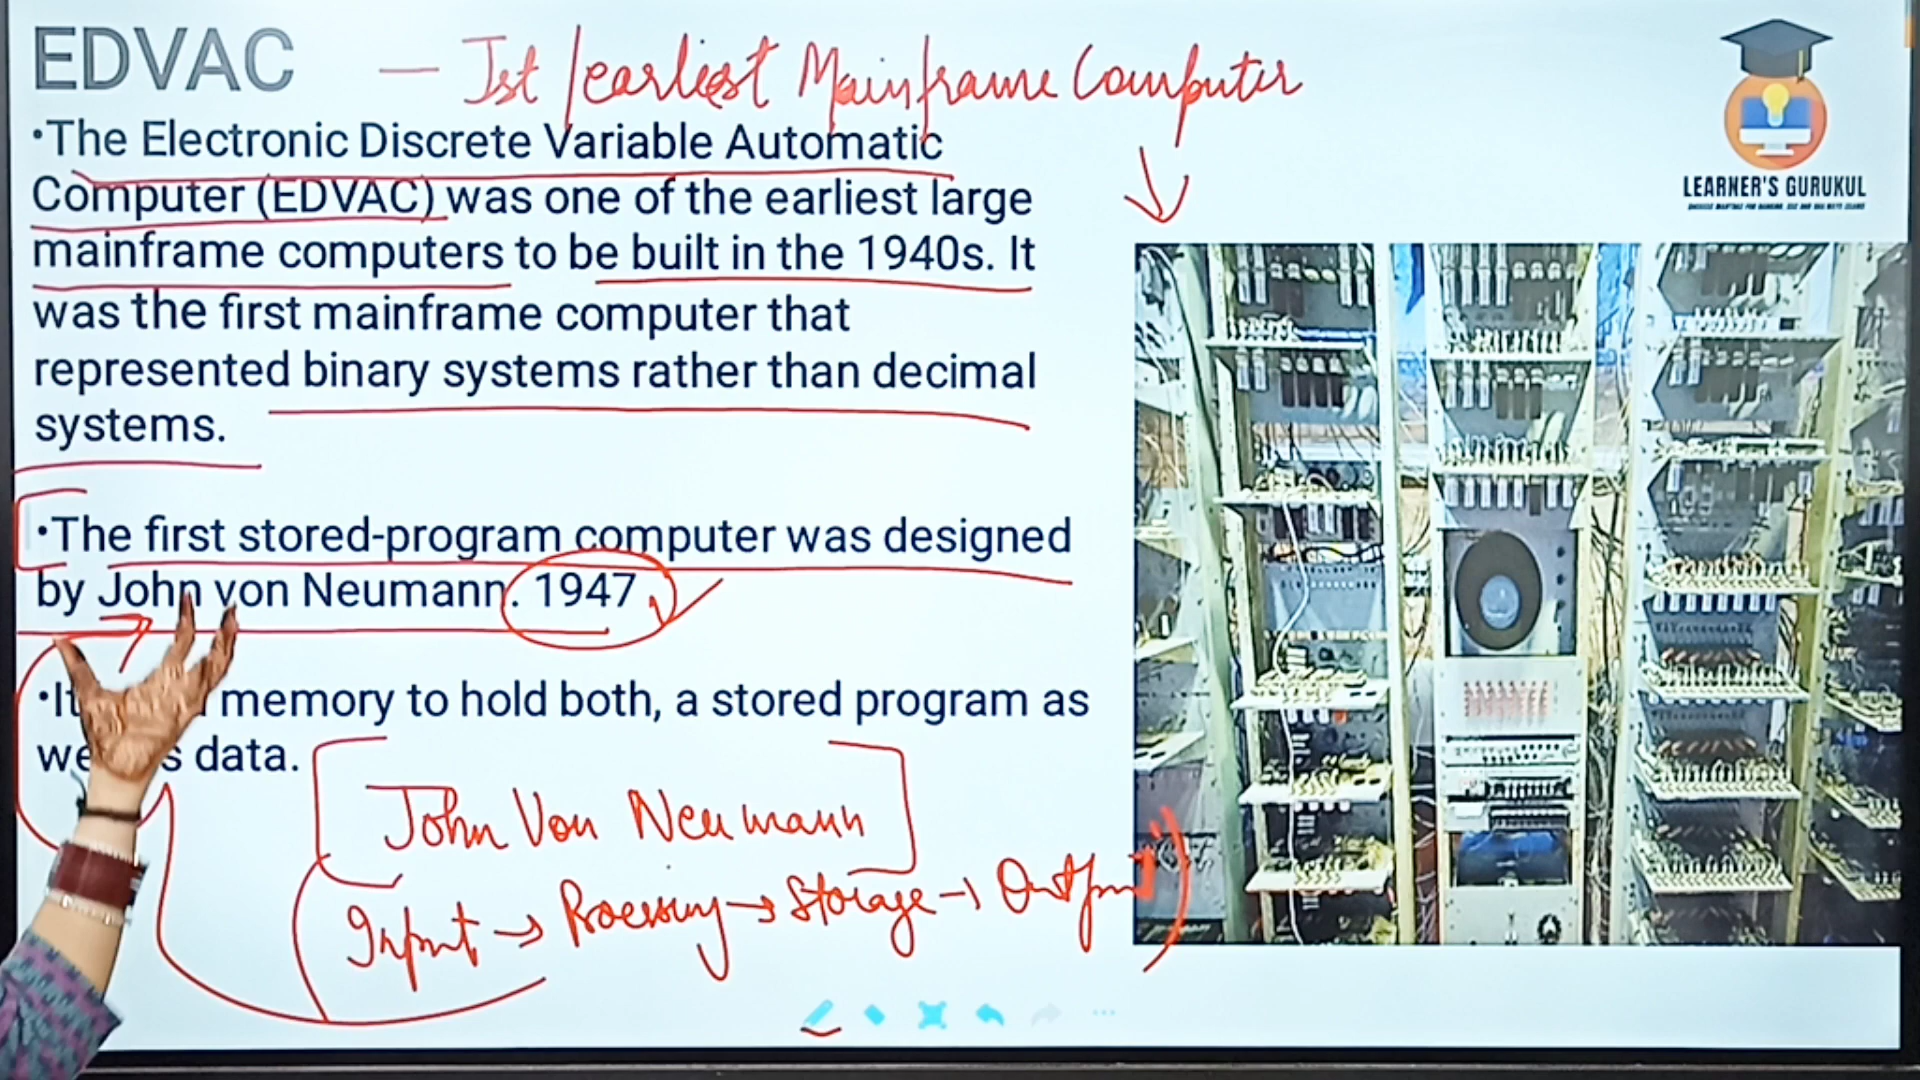 EDVAC
— Ist / earliest Mainframe Computer
•The Electronic Discrete Variable Automatic
Computer (EDVAC) was one of the earliest large
mainframe computers to be built in the 1940s. It
was the first mainframe computer that
represented binary systems rather than decimal
systems.
•The first stored-program computer was designed
by John von Neumann. 1947
•It memory to hold both, a stored program as
data.
John Von Neumann
Input → Processing → Storage → Output
LEARNER'S GURUKUL